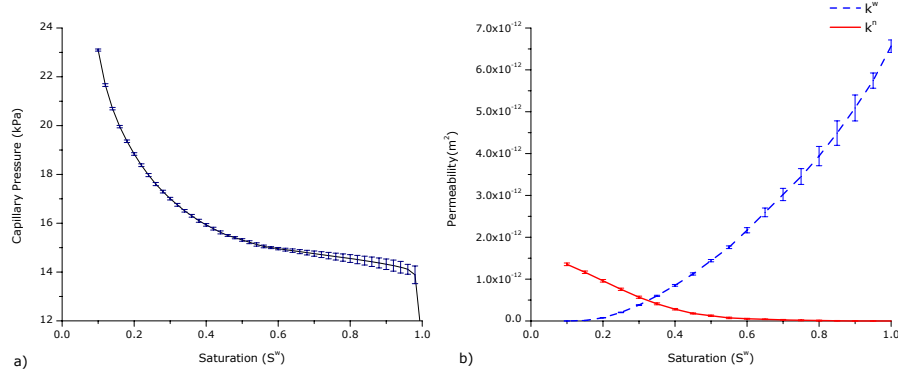 24
22
20
18
16
14
12
Capillary Pressure (kPa)
0.0
0.2
0.4
0.6
0.8
1.0
Saturation (Sʷ)
a)
kʷ
kⁿ
7.0x10⁻¹²
6.0x10⁻¹²
4.0x10⁻¹²
4.0x10⁻¹²
3.0x10⁻¹²
1.0x10⁻¹²
1.0x10⁻¹²
0.0
Permeability(m²)
0.0
0.2
0.4
0.6
0.8
1.0
Saturation (Sʷ)
b)